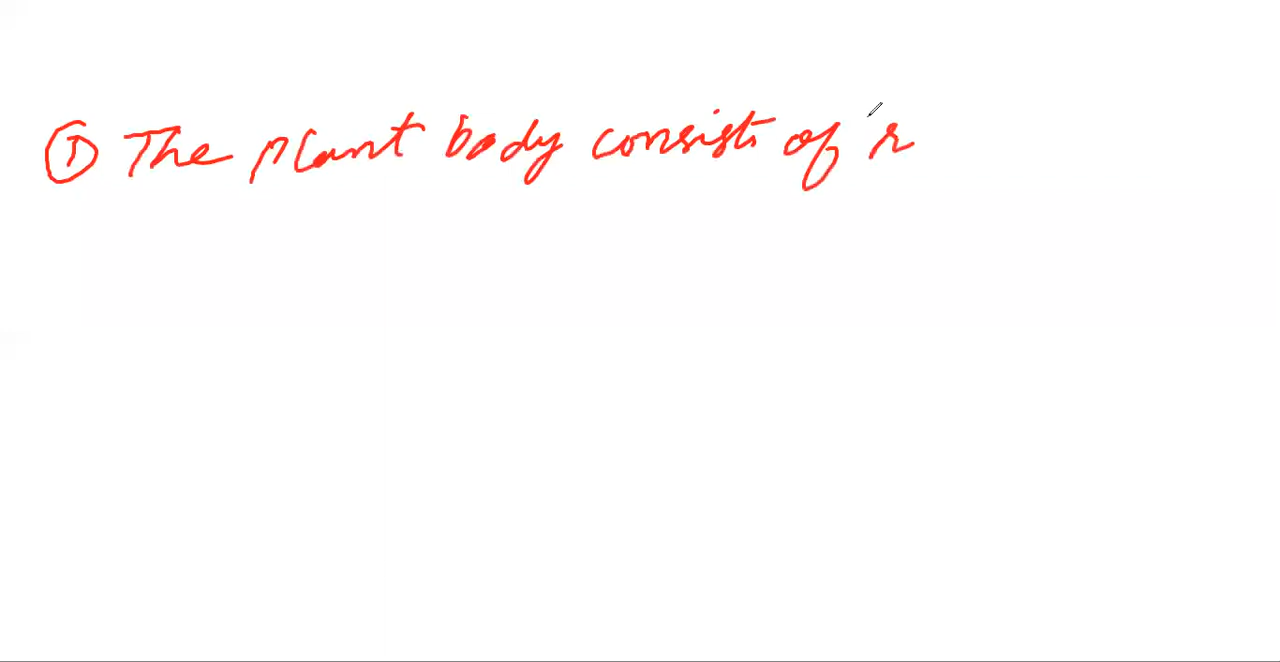 ① The plant body consists of r